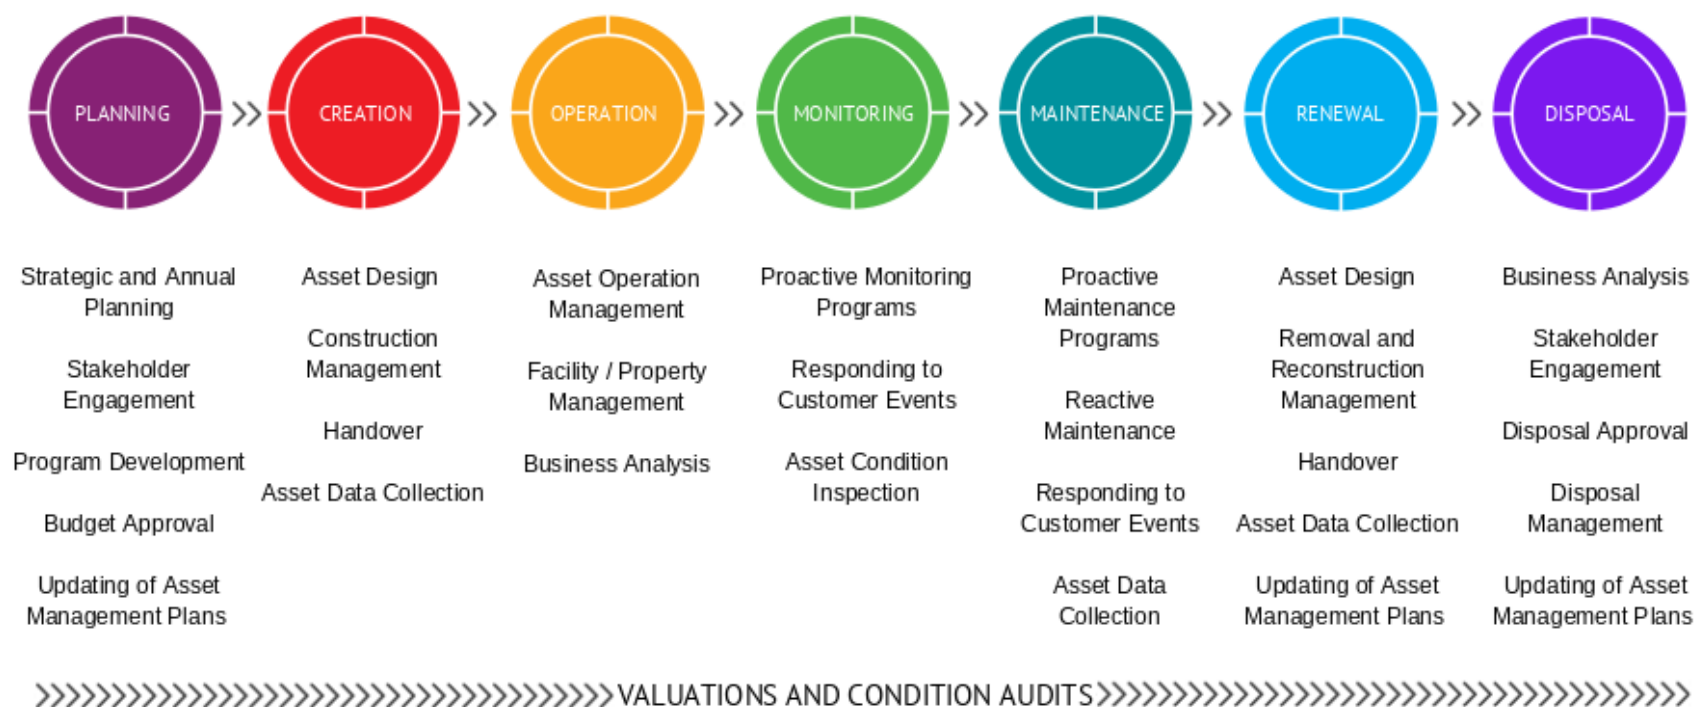 PLANNING
CREATION
OPERATION
MONITORING
MAINTENANCE
RENEWAL
DISPOSAL
Strategic and Annual
Planning
Stakeholder
Engagement
Program Development
Budget Approval
Updating of Asset
Management Plans
Asset Design
Construction
Management
Handover
Asset Data Collection
Asset Operation
Management
Facility / Property
Management
Business Analysis
Proactive Monitoring
Programs
Responding to
Customer Events
Asset Condition
Inspection
Proactive
Maintenance
Programs
Reactive
Maintenance
Responding to
Customer Events
Asset Data
Collection
Asset Design
Removal and
Reconstruction
Management
Handover
Asset Data Collection
Updating of Asset
Management Plans
Business Analysis
Stakeholder
Engagement
Disposal Approval
Disposal
Management
Updating of Asset
Management Plans
VALUATIONS AND CONDITION AUDITS